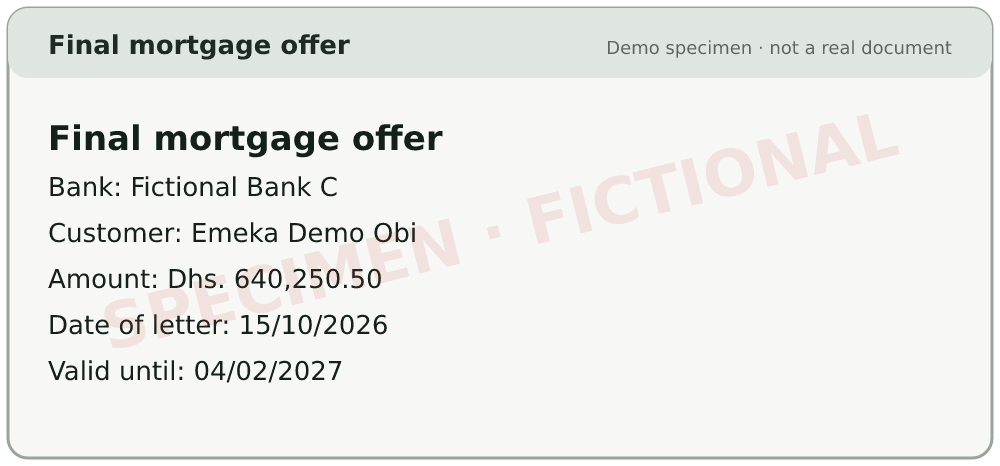 Final mortgage offer
Demo specimen · not a real document
Final mortgage offer
Bank: Fictional Bank C
Customer: Emeka Demo Obi
Amount: Dhs. 640,250.50
Date of letter: 15/10/2026
Valid until: 04/02/2027
SPECIMEN · FICTIONAL